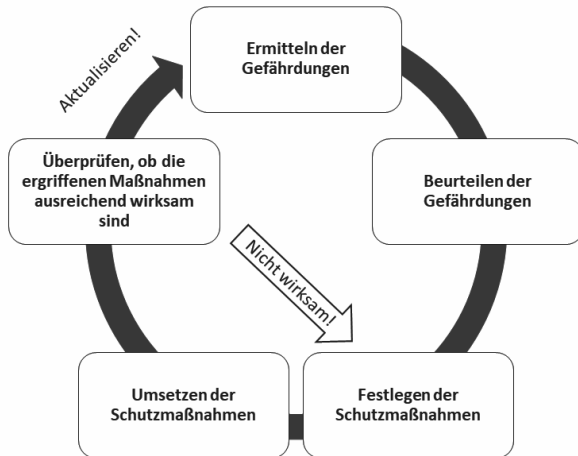 Ermitteln der
Gefährdungen
Aktualisieren!
Beurteilen der
Gefährdungen
Überprüfen, ob die
ergriffenen Maßnahmen
ausreichend wirksam
sind
Nicht wirksam!
Festlegen der
Schutzmaßnahmen
Umsetzen der
Schutzmaßnahmen